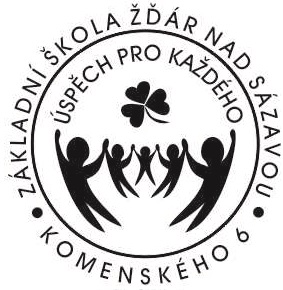 ZÁKLADNÍ ŠKOLA ŽĎÁR NAD SÁZAVOU
ÚSPĚCH PRO KAŽDÉHO
• KOMENSKÉHO 6 •